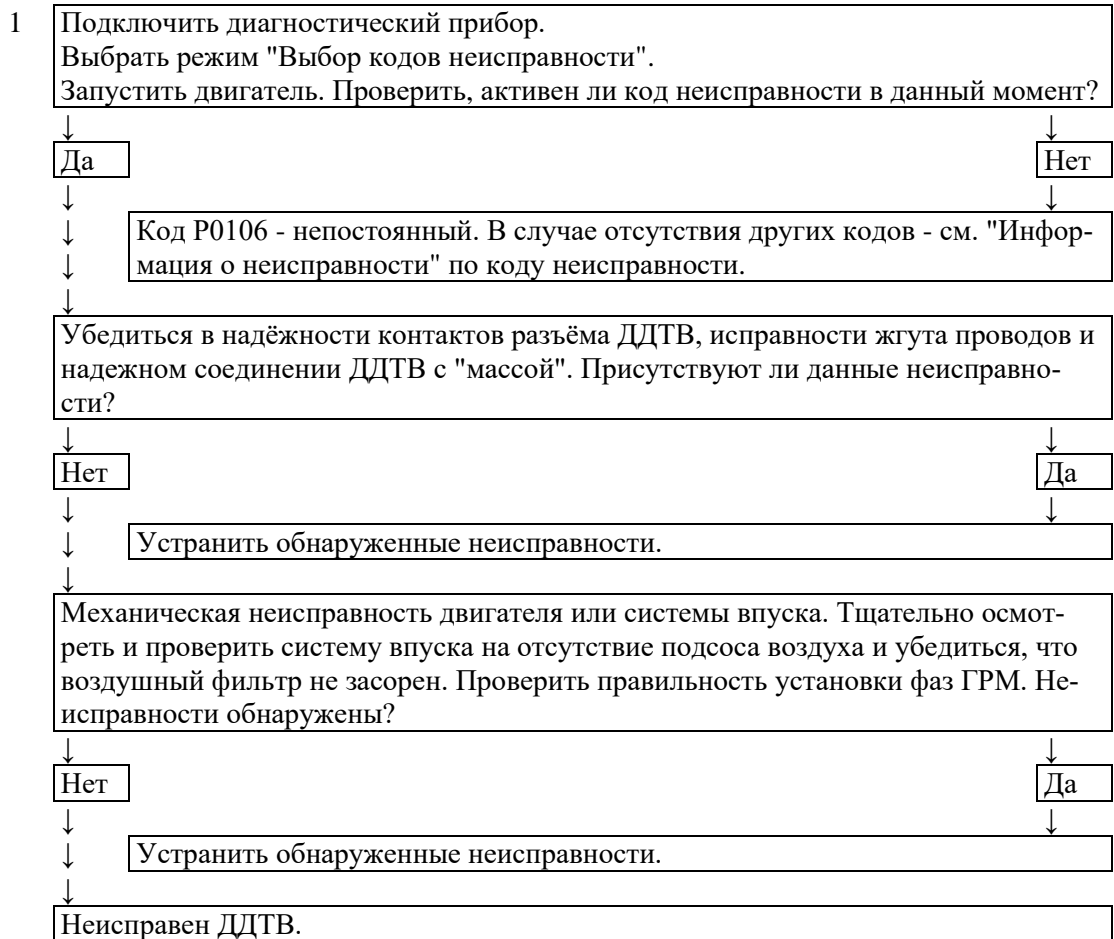 1 Подключить диагностический прибор.
Выбрать режим "Выбор кодов неисправности".
Запустить двигатель. Проверить, активен ли код неисправности в данный момент?
↓ ↓
Да Нет
↓ ↓
↓ Код P0106 - непостоянный. В случае отсутствия других кодов - см. "Инфор-
↓ мация о неисправности" по коду неисправности.
↓
Убедиться в надёжности контактов разъёма ДДТВ, исправности жгута проводов и
надежном соединении ДДТВ с "массой". Присутствуют ли данные неисправно-
сти?
↓ ↓
Нет Да
↓ ↓
↓ Устранить обнаруженные неисправности.
↓
Механическая неисправность двигателя или системы впуска. Тщательно осмот-
реть и проверить систему впуска на отсутствие подсоса воздуха и убедиться, что
воздушный фильтр не засорен. Проверить правильность установки фаз ГРМ. Не-
исправности обнаружены?
↓ ↓
Нет Да
↓ ↓
↓ Устранить обнаруженные неисправности.
↓
Неисправен ДДТВ.